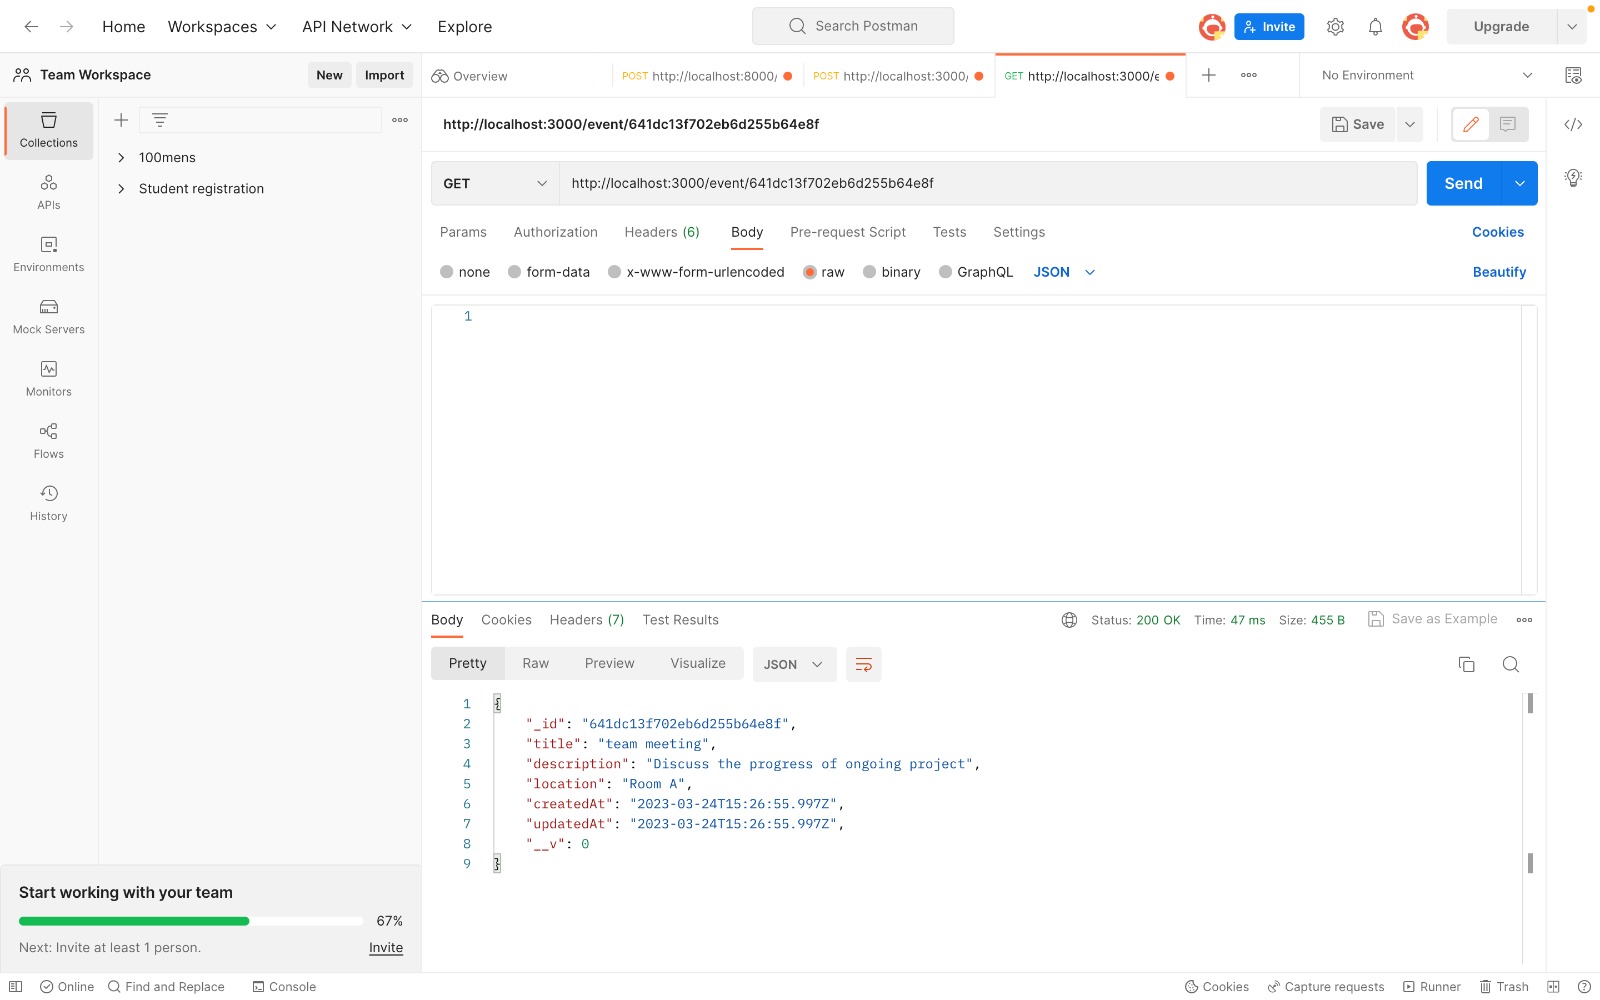 Home Workspaces API Network Explore Search Postman Invite Upgrade
Team Workspace New Import Overview POST http://localhost:8000/ POST http://localhost:3000/ GET http://localhost:3000/e No Environment
Collections
APIs
Environments
Mock Servers
Monitors
Flows
History
100mens
Student registration
http://localhost:3000/event/641dc13f702eb6d255b64e8f Save
GET http://localhost:3000/event/641dc13f702eb6d255b64e8f Send
Params Authorization Headers (6) Body Pre-request Script Tests Settings Cookies
none form-data x-www-form-urlencoded raw binary GraphQL JSON Beautify
1
Body Cookies Headers (7) Test Results Status: 200 OK Time: 47 ms Size: 455 B Save as Example
Pretty Raw Preview Visualize JSON
1 {
2 "_id": "641dc13f702eb6d255b64e8f",
3 "title": "team meeting",
4 "description": "Discuss the progress of ongoing project",
5 "location": "Room A",
6 "createdAt": "2023-03-24T15:26:55.997Z",
7 "updatedAt": "2023-03-24T15:26:55.997Z",
8 "__v": 0
9 }
Start working with your team
67%
Next: Invite at least 1 person. Invite
Online Find and Replace Console Cookies Capture requests Runner Trash